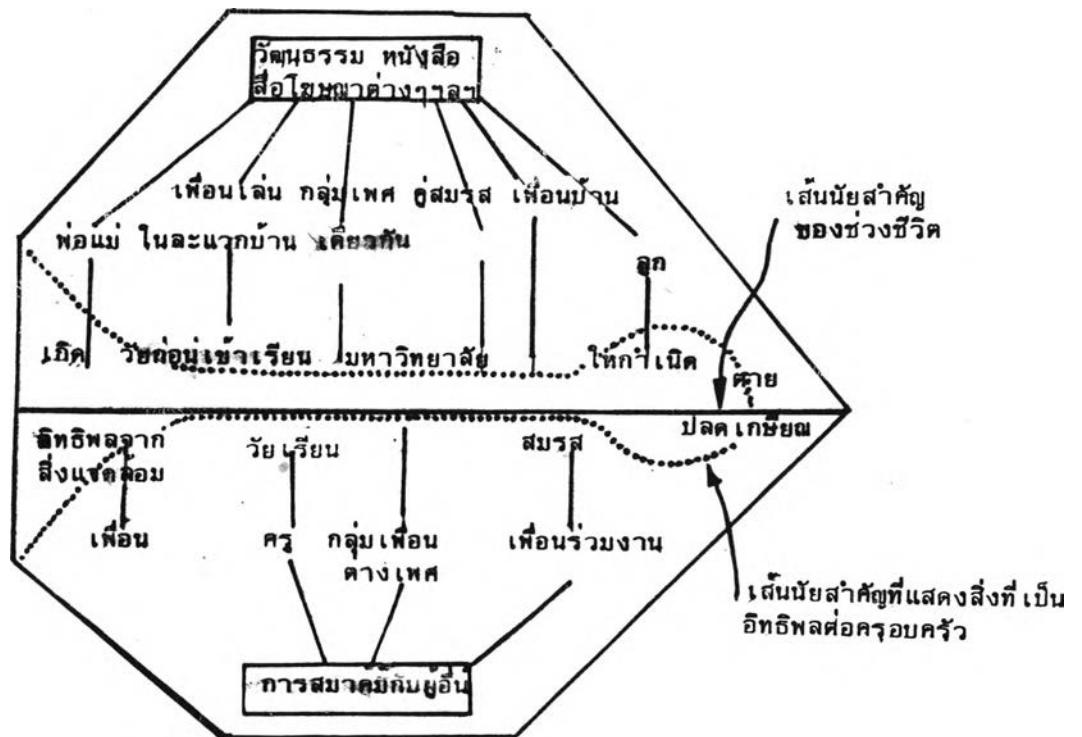 วัฒนธรรม หนังสือ
สื่อโฆษณาต่างๆฯลฯ
เพื่อนเล่น กลุ่มเพศ คู่สมรส เพื่อนบ้าน
พ่อแม่ ในละแวกบ้าน เดียวกัน
ลูก
เส้นนัยสำคัญ
ของช่วงชีวิต
เกิด วัยก่อนเข้าเรียน มหาวิทยาลัย ให้กำเนิด
ตาย
ปลดเกษียณ
อิทธิพลจาก วัยเรียน สมรส
สิ่งแวดล้อม
เพื่อน ครู กลุ่มเพื่อน เพื่อนร่วมงาน
ต่างเพศ
เส้นนัยสำคัญที่แสดงสิ่งที่เป็น
อิทธิพลต่อครอบครัว
การสมาคมกับผู้อื่น